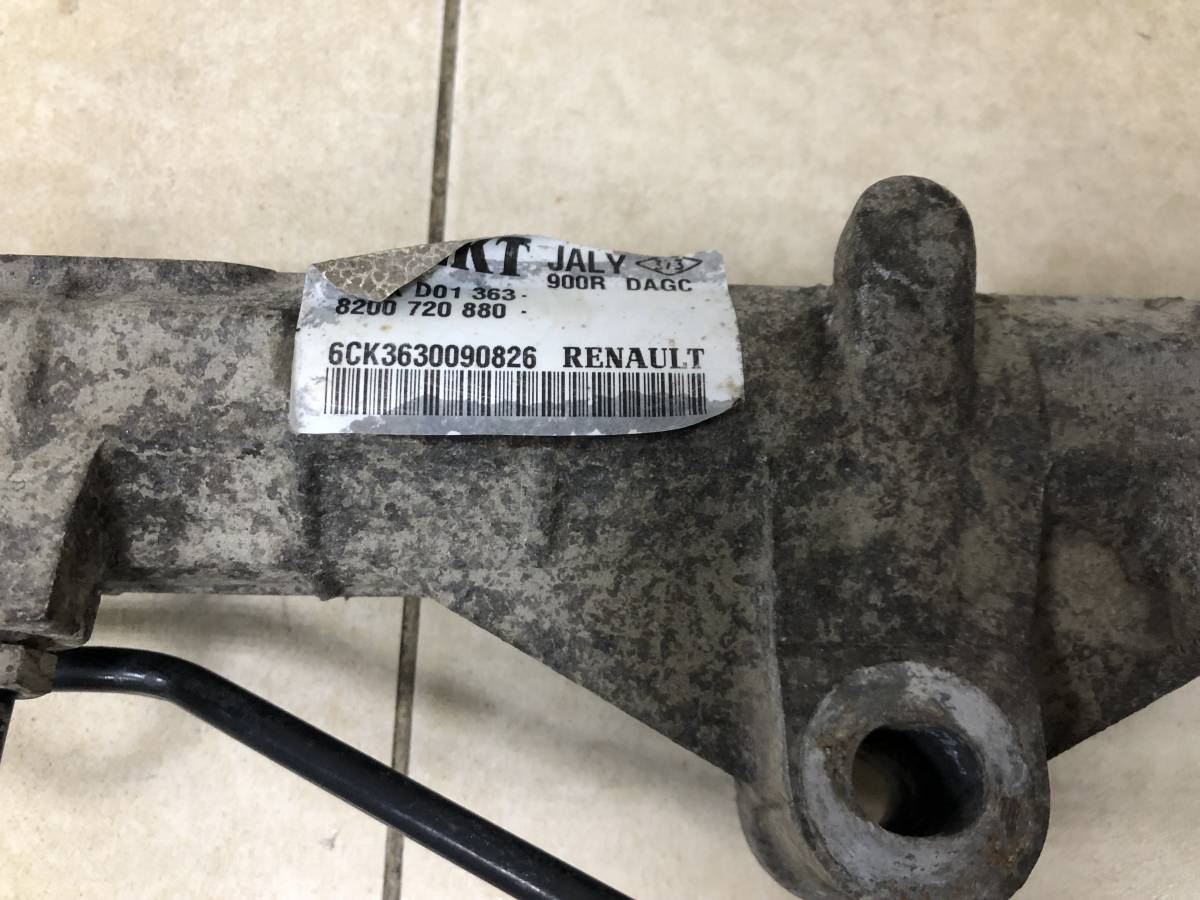 JALY
900R DAGC
D01 363-
8200 720 880 -
6CK3630090826 RENAULT